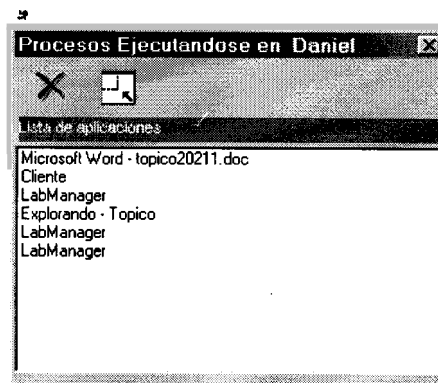 Procesos Ejecutandose en Daniel
Lista de aplicaciones
Microsoft Word - topico20211.doc
Cliente
LabManager
Explorando - Topico
LabManager
LabManager